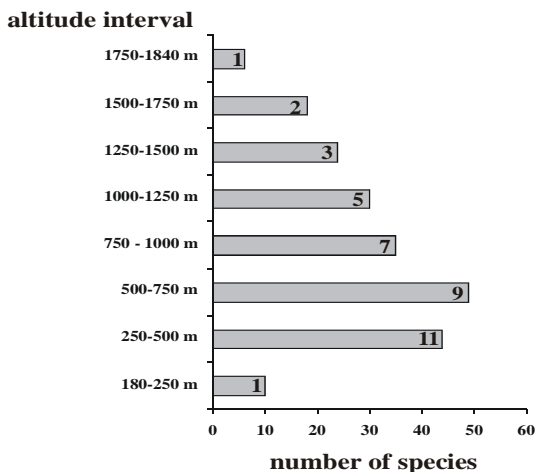 altitude interval
1750-1840 m
1
1500-1750 m
2
1250-1500 m
3
1000-1250 m
5
750 - 1000 m
7
500-750 m
9
250-500 m
11
180-250 m
1
0 10 20 30 40 50 60
number of species